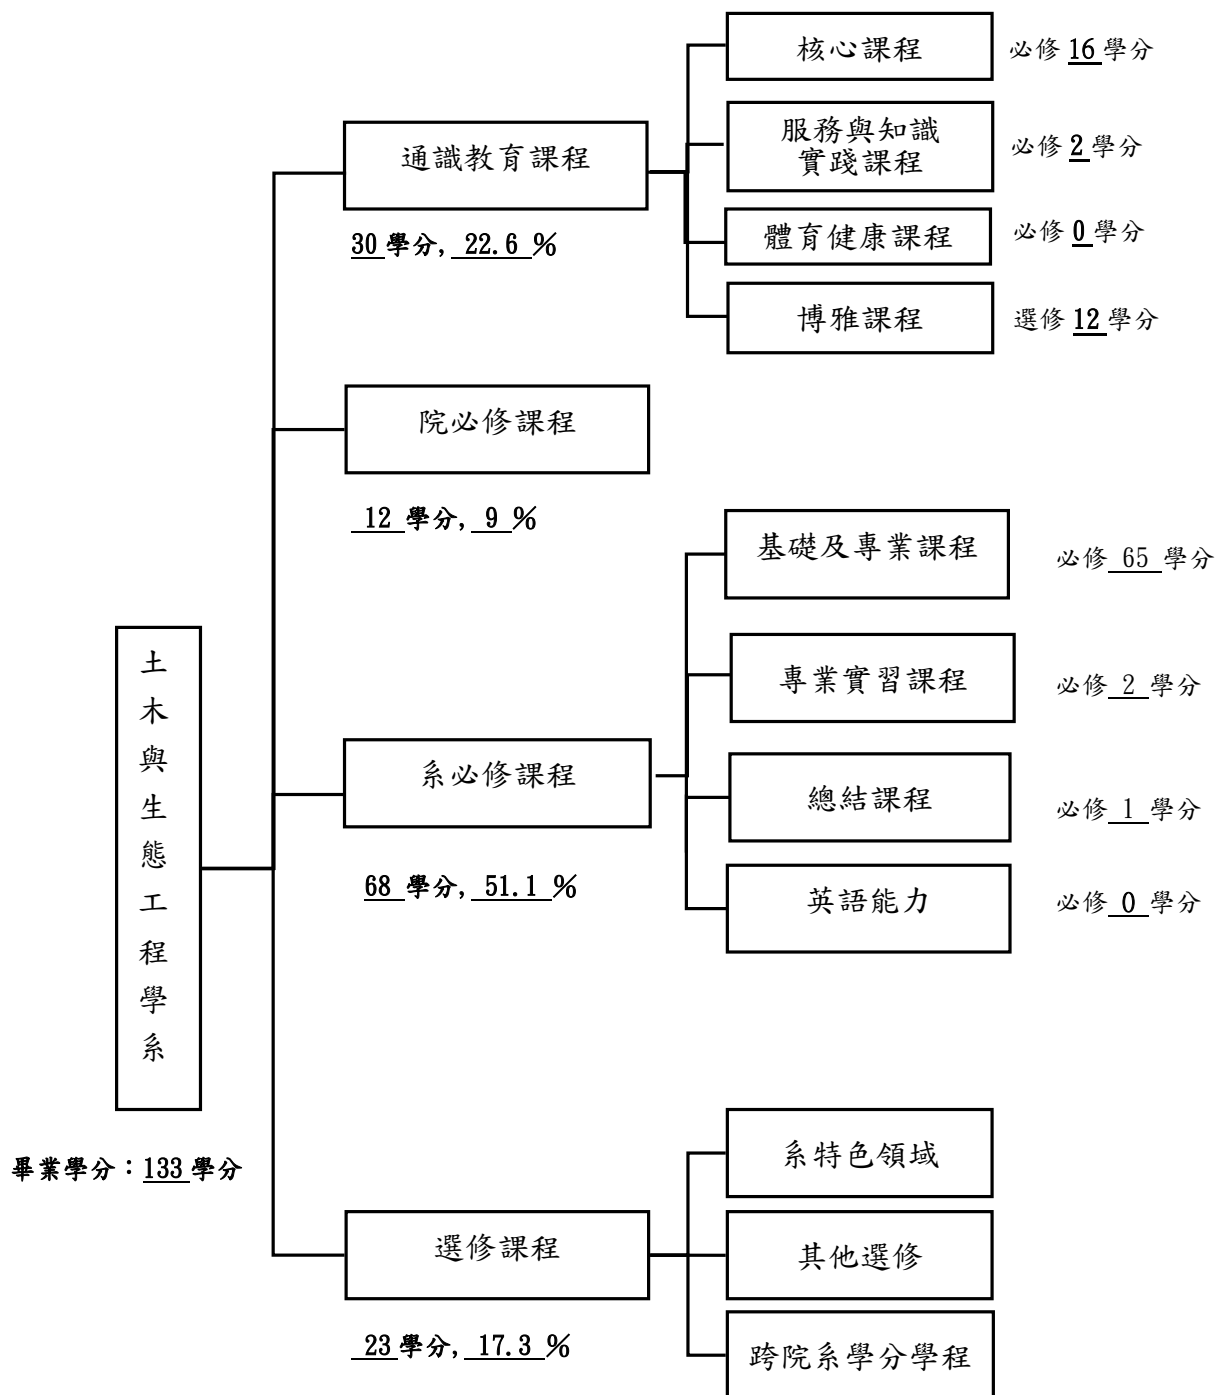 核心課程
必修 16 學分
服務與知識
實踐課程
必修 2 學分
通識教育課程
30 學分, 22.6 %
體育健康課程
必修 0 學分
博雅課程
選修 12 學分
院必修課程
12 學分, 9 %
基礎及專業課程
必修 65 學分
專業實習課程
必修 2 學分
系必修課程
68 學分, 51.1 %
總結課程
必修 1 學分
英語能力
必修 0 學分
土木與生態工程學系
畢業學分：133 學分
系特色領域
選修課程
23 學分, 17.3 %
其他選修
跨院系學分學程